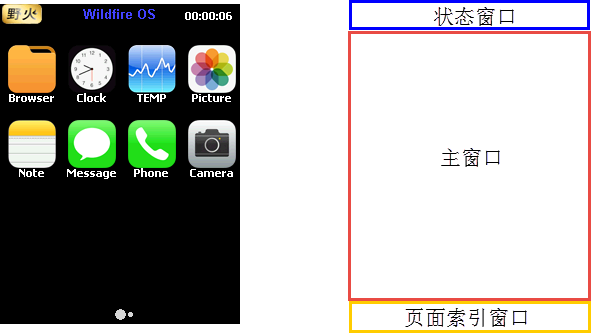 野火 Wildfire OS 00:00:06
Browser Clock TEMP Picture
Note Message Phone Camera
状态窗口
主窗口
页面索引窗口